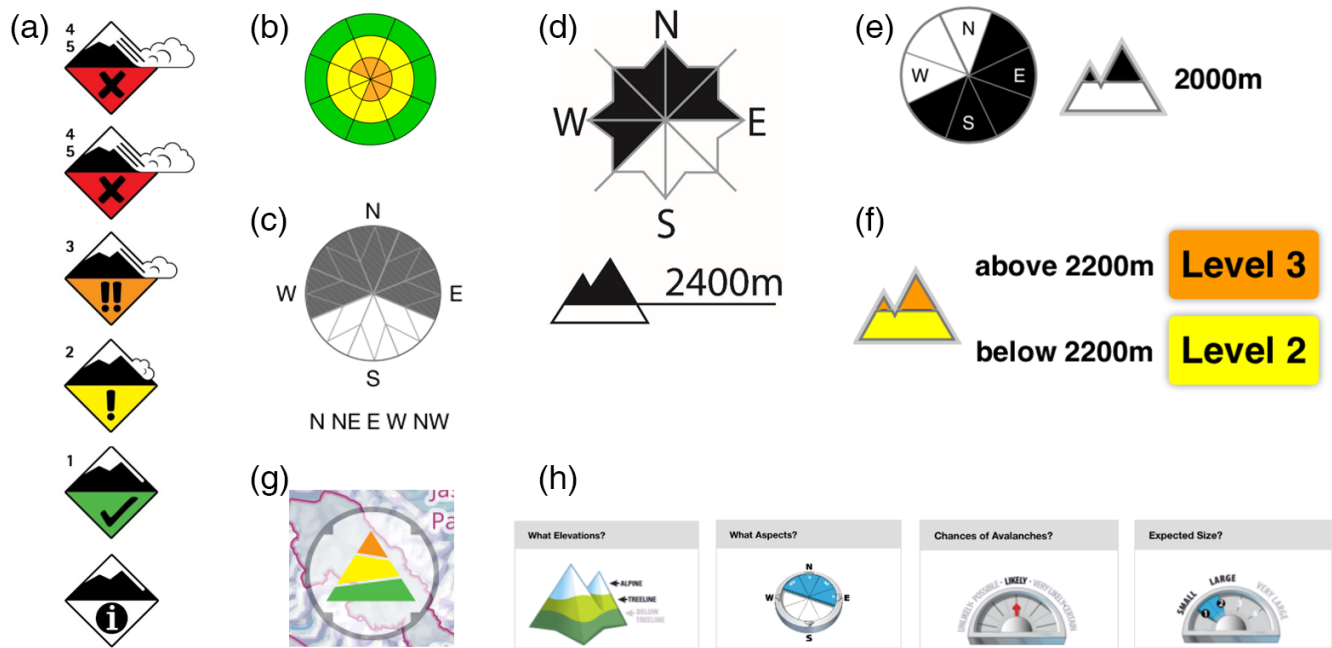 (a)
4
5
4
5
3
!!
2
!
1
i
(b)
(c)
N
W
E
S
N NE E W NW
(d)
N
W
E
S
2400m
(e)
N
W
E
S
2000m
(f)
above 2200m
Level 3
below 2200m
Level 2
(g)
Jas
Pa
(h)
What Elevations?
ALPINE
TREELINE
BELOW
TREELINE
What Aspects?
N
W
E
S
Chances of Avalanches?
UNLIKELY • POSSIBLE • LIKELY • VERY LIKELY • CERTAIN
Expected Size?
SMALL
LARGE
VERY LARGE
1
2